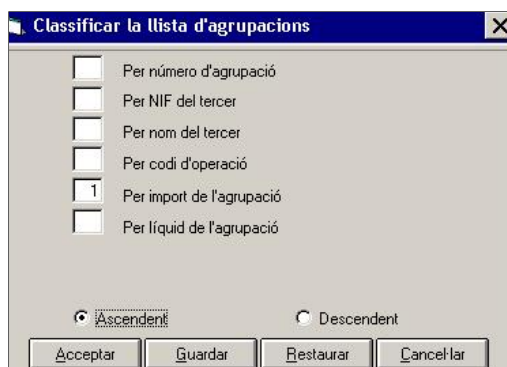 Classificar la llista d'agrupacions
Per número d'agrupació
Per NIF del tercer
Per nom del tercer
Per codi d'operació
1 Per import de l'agrupació
Per líquid de l'agrupació
Ascendent Descendent
Acceptar Guardar Restaurar Cancel·lar